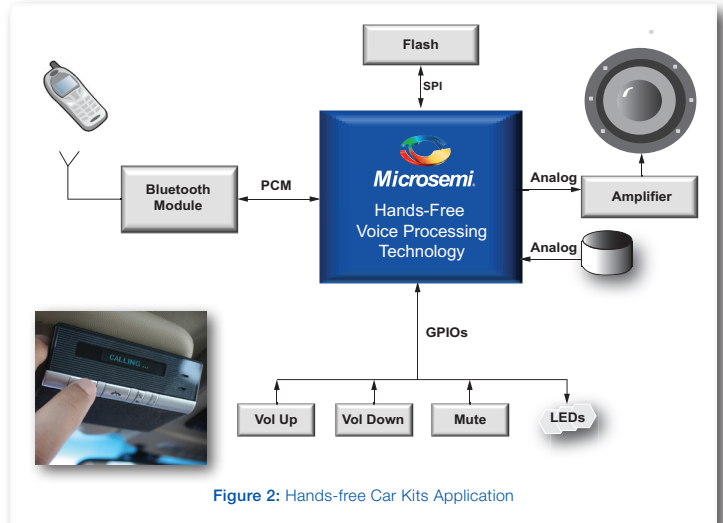 Flash
SPI
Microsemi.
Hands-Free
Voice Processing
Technology
Bluetooth
Module
PCM
Analog
Amplifier
Analog
GPIOs
CALLING ...
Vol Up
Vol Down
Mute
LEDs
Figure 2: Hands-free Car Kits Application